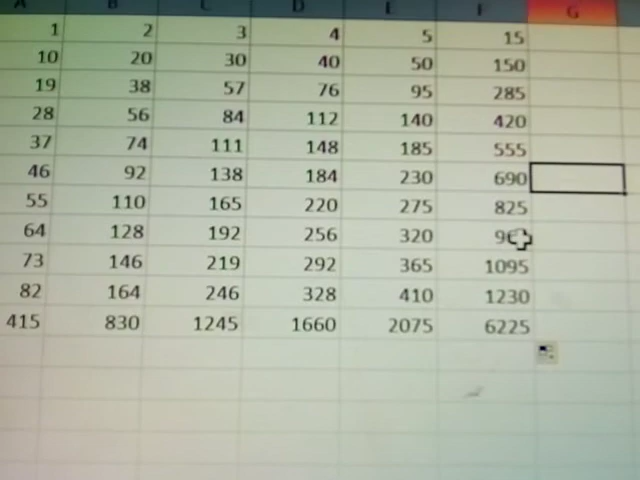 A B C D E F G
1 2 3 4 5 15
10 20 30 40 50 150
19 38 57 76 95 285
28 56 84 112 140 420
37 74 111 148 185 555
46 92 138 184 230 690
55 110 165 220 275 825
64 128 192 256 320
73 146 219 292 365 1095
82 164 246 328 410 1230
415 830 1245 1660 2075 6225